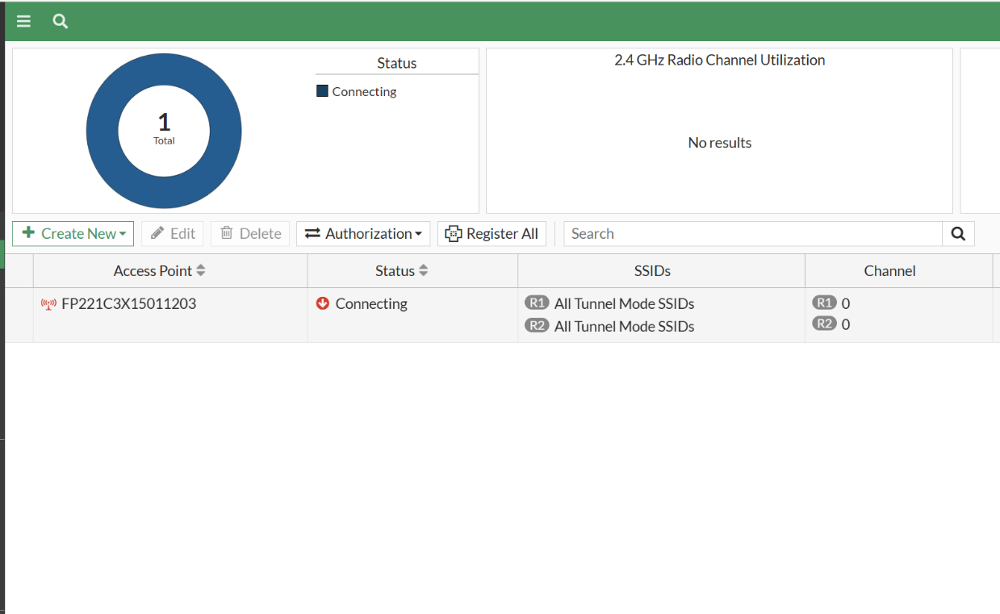 Status
Connecting
1
Total
2.4 GHz Radio Channel Utilization
No results
Create New Edit Delete Authorization Register All Search
Access Point Status SSIDs Channel
FP221C3X15011203 Connecting R1 All Tunnel Mode SSIDs R1 0
R2 All Tunnel Mode SSIDs R2 0